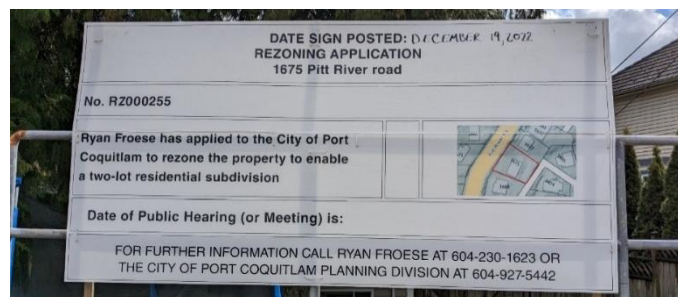 DATE SIGN POSTED: DECEMBER 19, 2022
REZONING APPLICATION
1675 Pitt River road
No. RZ000255
Ryan Froese has applied to the City of Port
Coquitlam to rezone the property to enable
a two-lot residential subdivision
Date of Public Hearing (or Meeting) is:
FOR FURTHER INFORMATION CALL RYAN FROESE AT 604-230-1623 OR
THE CITY OF PORT COQUITLAM PLANNING DIVISION AT 604-927-5442